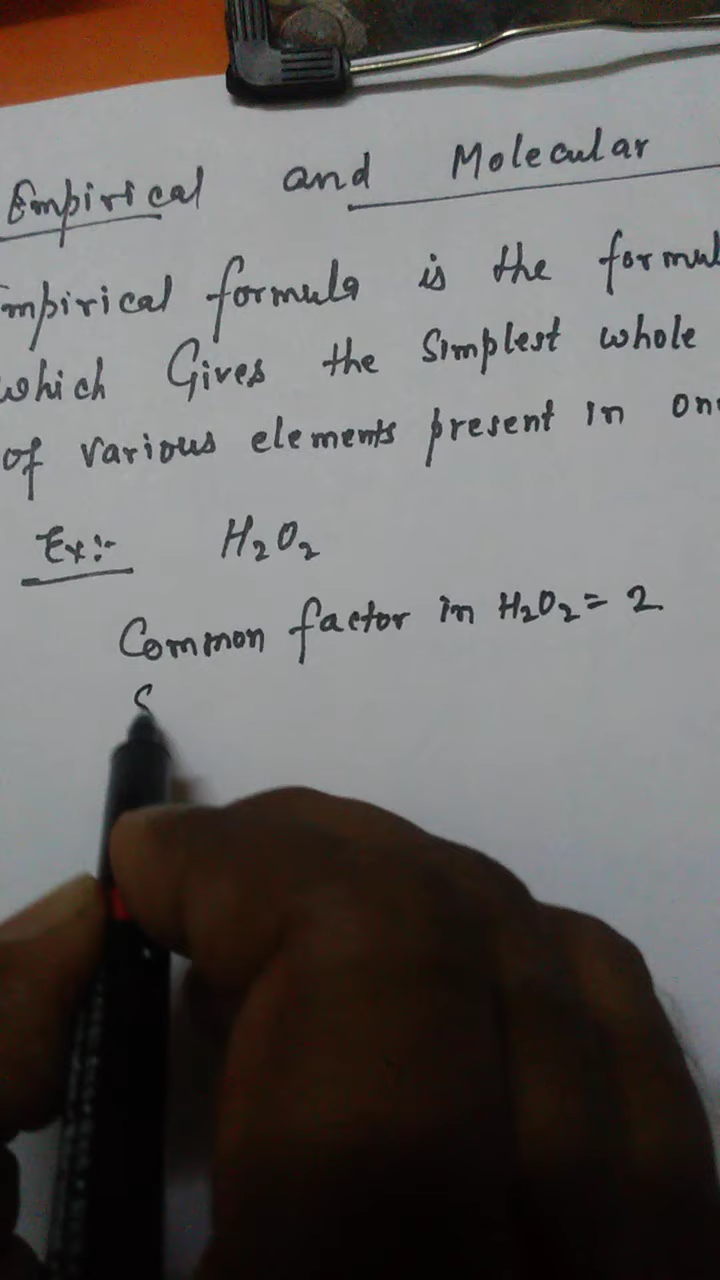 Empirical and Molecular
mpirical formula is the formul
which Gives the Simplest whole
of various elements present in on
Ex:- H₂O₂
Common factor in H₂O₂ = 2